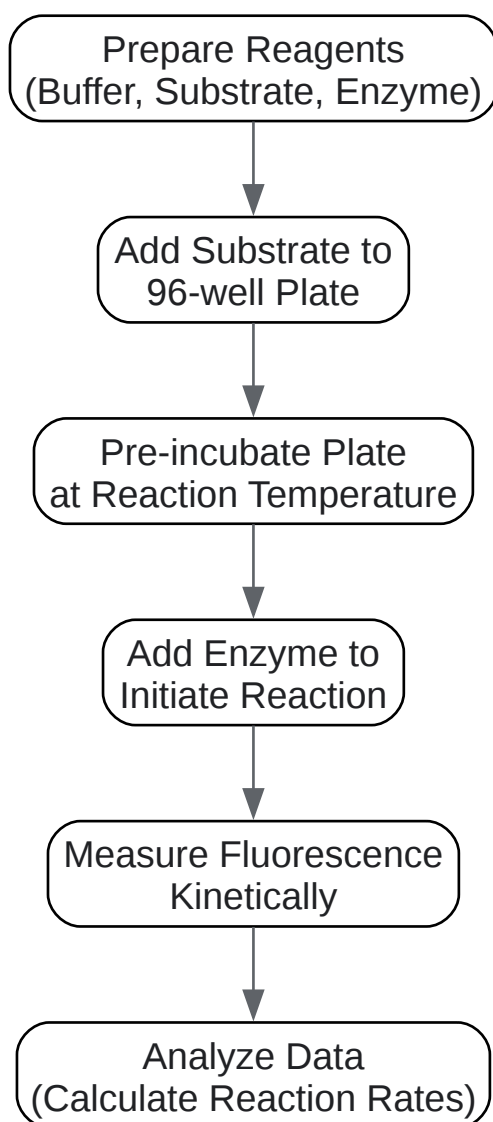 Prepare Reagents
(Buffer, Substrate, Enzyme)
Add Substrate to
96-well Plate
Pre-incubate Plate
at Reaction Temperature
Add Enzyme to
Initiate Reaction
Measure Fluorescence
Kinetically
Analyze Data
(Calculate Reaction Rates)